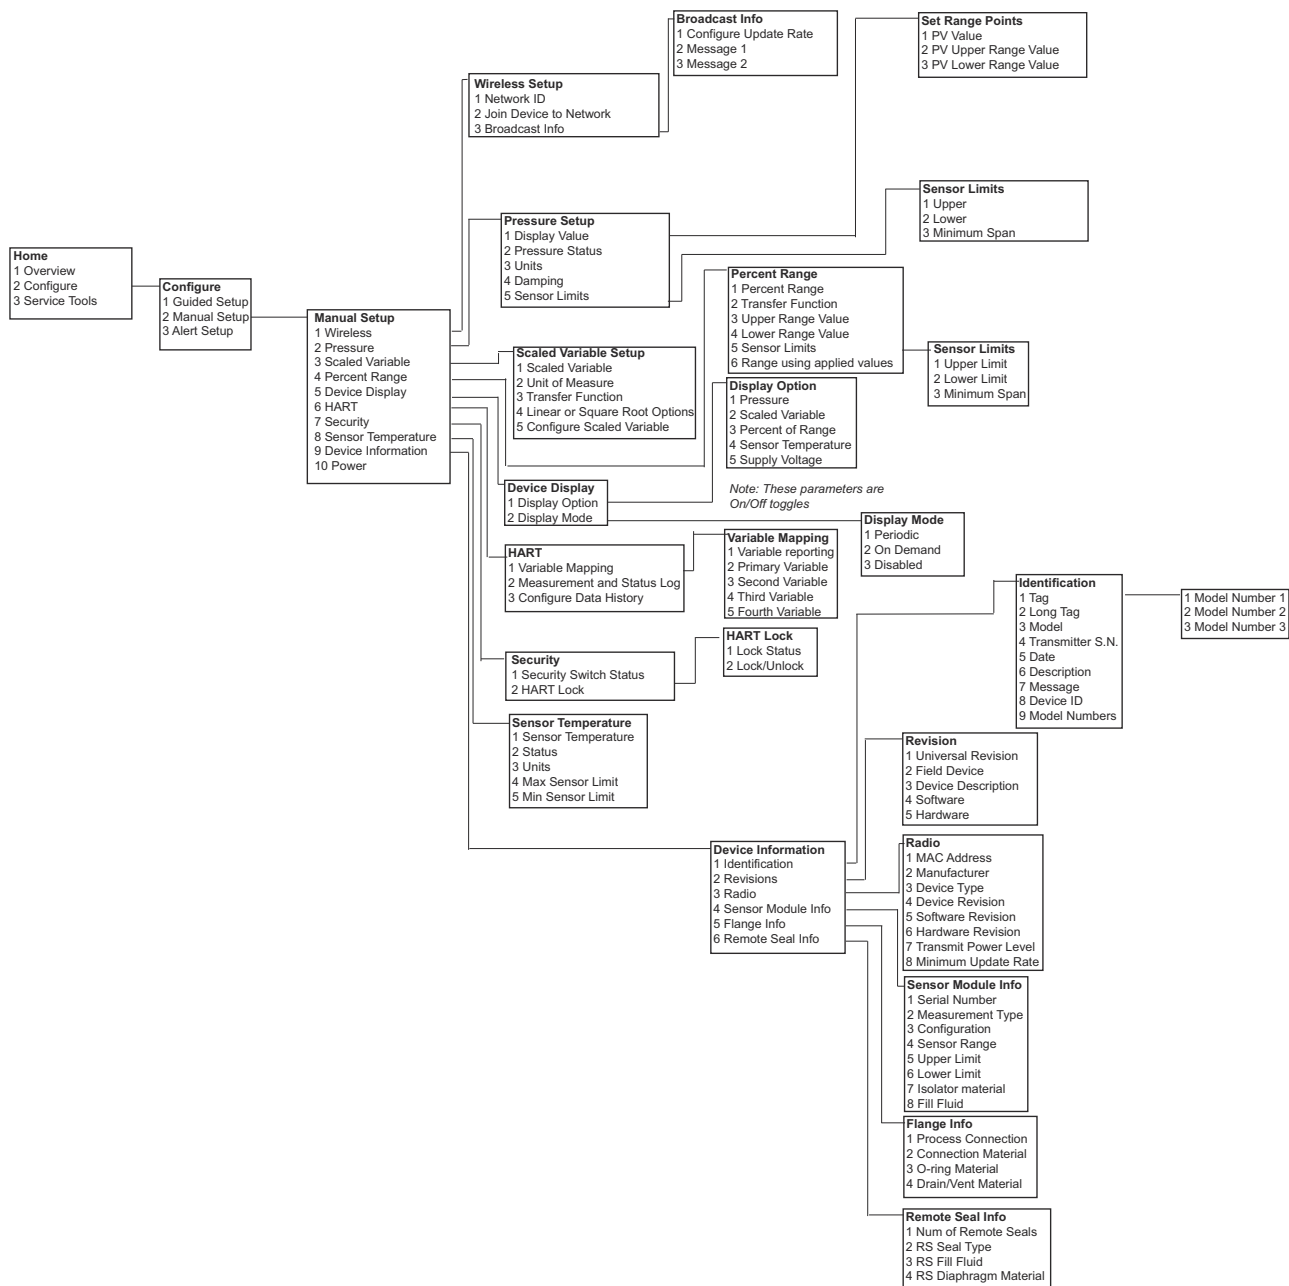 Home
1 Overview
2 Configure
3 Service Tools
Configure
1 Guided Setup
2 Manual Setup
3 Alert Setup
Manual Setup
1 Wireless
2 Pressure
3 Scaled Variable
4 Percent Range
5 Device Display
6 HART
7 Security
8 Sensor Temperature
9 Device Information
10 Power
Wireless Setup
1 Network ID
2 Join Device to Network
3 Broadcast Info
Broadcast Info
1 Configure Update Rate
2 Message 1
3 Message 2
Pressure Setup
1 Display Value
2 Pressure Status
3 Units
4 Damping
5 Sensor Limits
Set Range Points
1 PV Value
2 PV Upper Range Value
3 PV Lower Range Value
Sensor Limits
1 Upper
2 Lower
3 Minimum Span
Scaled Variable Setup
1 Scaled Variable
2 Unit of Measure
3 Transfer Function
4 Linear or Square Root Options
5 Configure Scaled Variable
Percent Range
1 Percent Range
2 Transfer Function
3 Upper Range Value
4 Lower Range Value
5 Sensor Limits
6 Range using applied values
Sensor Limits
1 Upper Limit
2 Lower Limit
3 Minimum Span
Device Display
1 Display Option
2 Display Mode
Display Option
1 Pressure
2 Scaled Variable
3 Percent of Range
4 Sensor Temperature
5 Supply Voltage
Note: These parameters are
On/Off toggles
Display Mode
1 Periodic
2 On Demand
3 Disabled
HART
1 Variable Mapping
2 Measurement and Status Log
3 Configure Data History
Variable Mapping
1 Variable reporting
2 Primary Variable
3 Second Variable
4 Third Variable
5 Fourth Variable
Security
1 Security Switch Status
2 HART Lock
HART Lock
1 Lock Status
2 Lock/Unlock
Sensor Temperature
1 Sensor Temperature
2 Status
3 Units
4 Max Sensor Limit
5 Min Sensor Limit
Device Information
1 Identification
2 Revisions
3 Radio
4 Sensor Module Info
5 Flange Info
6 Remote Seal Info
Identification
1 Tag
2 Long Tag
3 Model
4 Transmitter S.N.
5 Date
6 Description
7 Message
8 Device ID
9 Model Numbers
1 Model Number 1
2 Model Number 2
3 Model Number 3
Revision
1 Universal Revision
2 Field Device
3 Device Description
4 Software
5 Hardware
Radio
1 MAC Address
2 Manufacturer
3 Device Type
4 Device Revision
5 Software Revision
6 Hardware Revision
7 Transmit Power Level
8 Minimum Update Rate
Sensor Module Info
1 Serial Number
2 Measurement Type
3 Configuration
4 Sensor Range
5 Upper Limit
6 Lower Limit
7 Isolator material
8 Fill Fluid
Flange Info
1 Process Connection
2 Connection Material
3 O-ring Material
4 Drain/Vent Material
Remote Seal Info
1 Num of Remote Seals
2 RS Seal Type
3 RS Fill Fluid
4 RS Diaphragm Material